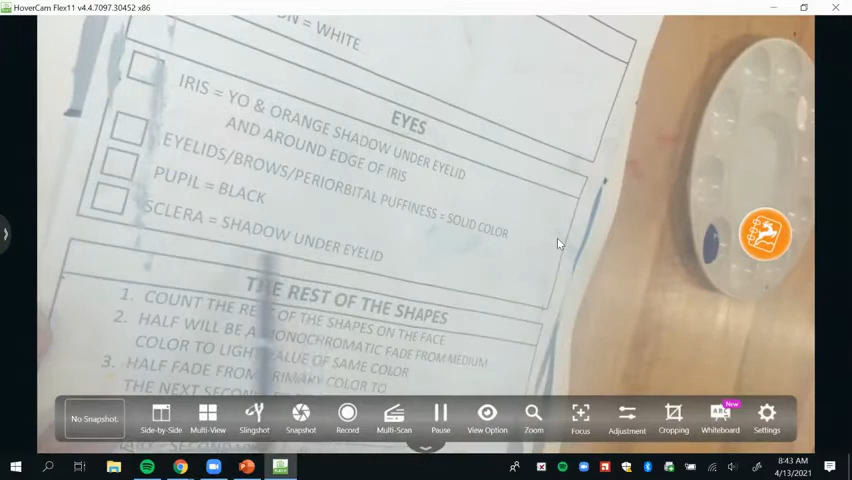 HoverCam Flex11 v4.4.7097.30452 x86
= WHITE
EYES
IRIS = YO & ORANGE SHADOW UNDER EYELID
AND AROUND EDGE OF IRIS
EYELIDS/BROWS/PERIORBITAL PUFFINESS = SOLID COLOR
PUPIL = BLACK
SCLERA = SHADOW UNDER EYELID
THE REST OF THE SHAPES
1. COUNT THE REST OF THE SHAPES ON THE FACE
2. HALF WILL BE A MONOCHROMATIC FADE FROM MEDIUM
COLOR TO LIGHT VALUE OF SAME COLOR
3. HALF FADE FROM PRIMARY COLOR TO
THE NEXT
No Snapshot.
Side-by-Side
Multi-View
Slingshot
Snapshot
Record
Multi-Scan
Pause
View Option
Zoom
Focus
Adjustment
Cropping
ABC
New
Whiteboard
Settings
8:43 AM
4/13/2021